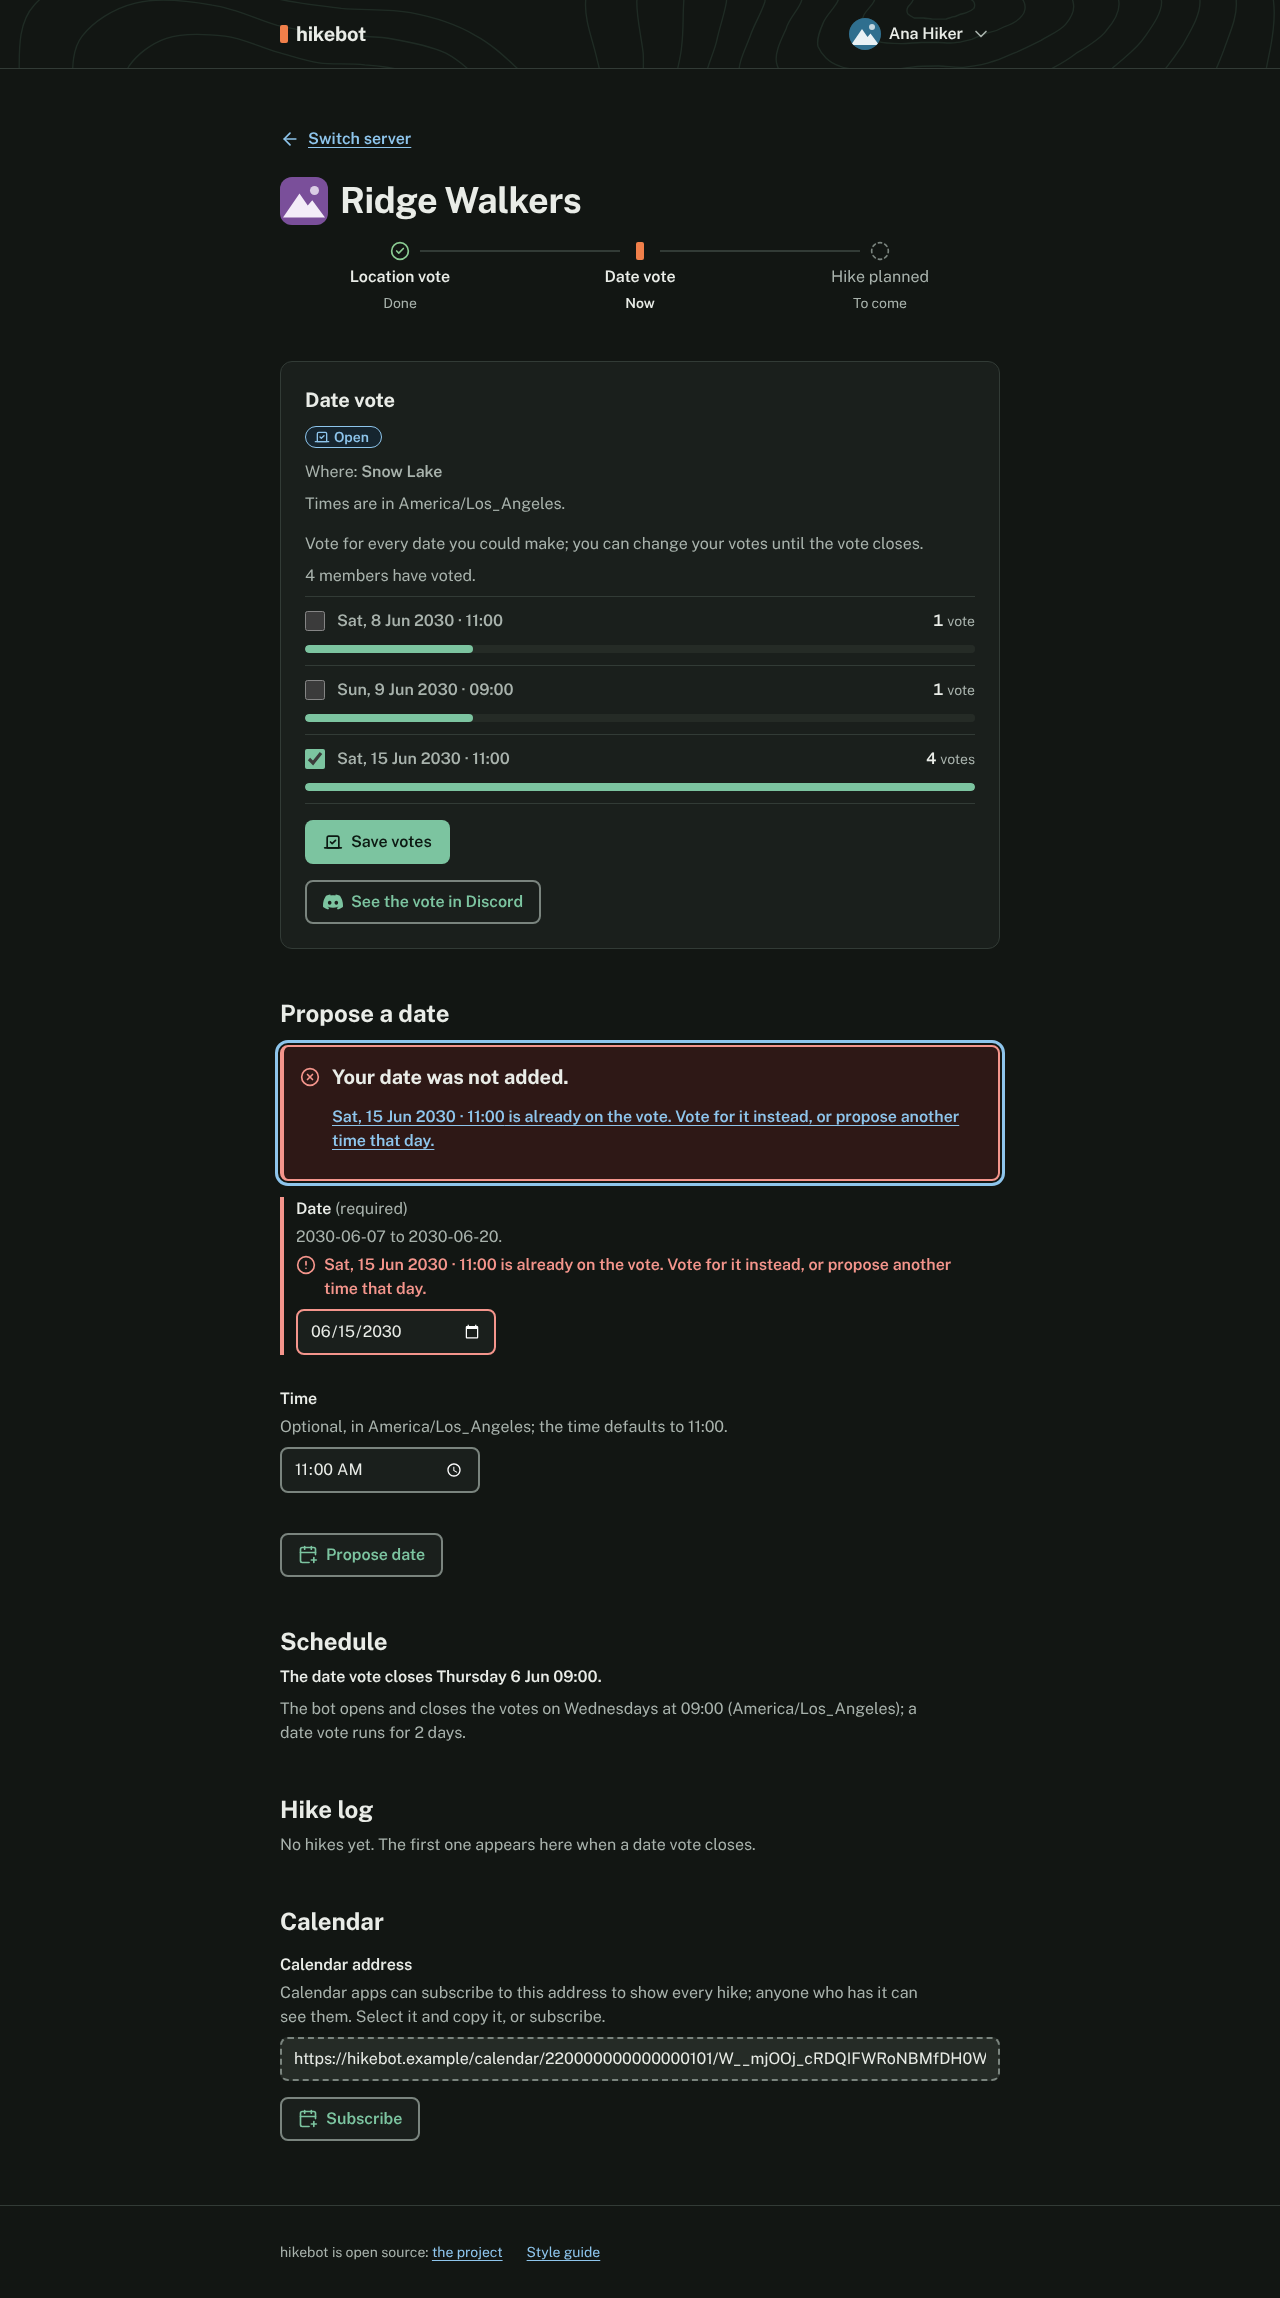 hikebot
Ana Hiker
Switch server
Ridge Walkers
Location vote
Done
Date vote
Now
Hike planned
To come
Date vote
Open
Where: Snow Lake
Times are in America/Los_Angeles.
Vote for every date you could make; you can change your votes until the vote closes.
4 members have voted.
Sat, 8 Jun 2030 · 11:00
1 vote
Sun, 9 Jun 2030 · 09:00
1 vote
Sat, 15 Jun 2030 · 11:00
4 votes
Save votes
See the vote in Discord
Propose a date
Your date was not added.
Sat, 15 Jun 2030 · 11:00 is already on the vote. Vote for it instead, or propose another
time that day.
Date (required)
2030-06-07 to 2030-06-20.
Sat, 15 Jun 2030 · 11:00 is already on the vote. Vote for it instead, or propose another
time that day.
06/15/2030
Time
Optional, in America/Los_Angeles; the time defaults to 11:00.
11:00 AM
Propose date
Schedule
The date vote closes Thursday 6 Jun 09:00.
The bot opens and closes the votes on Wednesdays at 09:00 (America/Los_Angeles); a
date vote runs for 2 days.
Hike log
No hikes yet. The first one appears here when a date vote closes.
Calendar
Calendar address
Calendar apps can subscribe to this address to show every hike; anyone who has it can
see them. Select it and copy it, or subscribe.
https://hikebot.example/calendar/220000000000000101/W__mjOOj_cRDQIFWRoNBMfDH0W
Subscribe
hikebot is open source: the project
Style guide